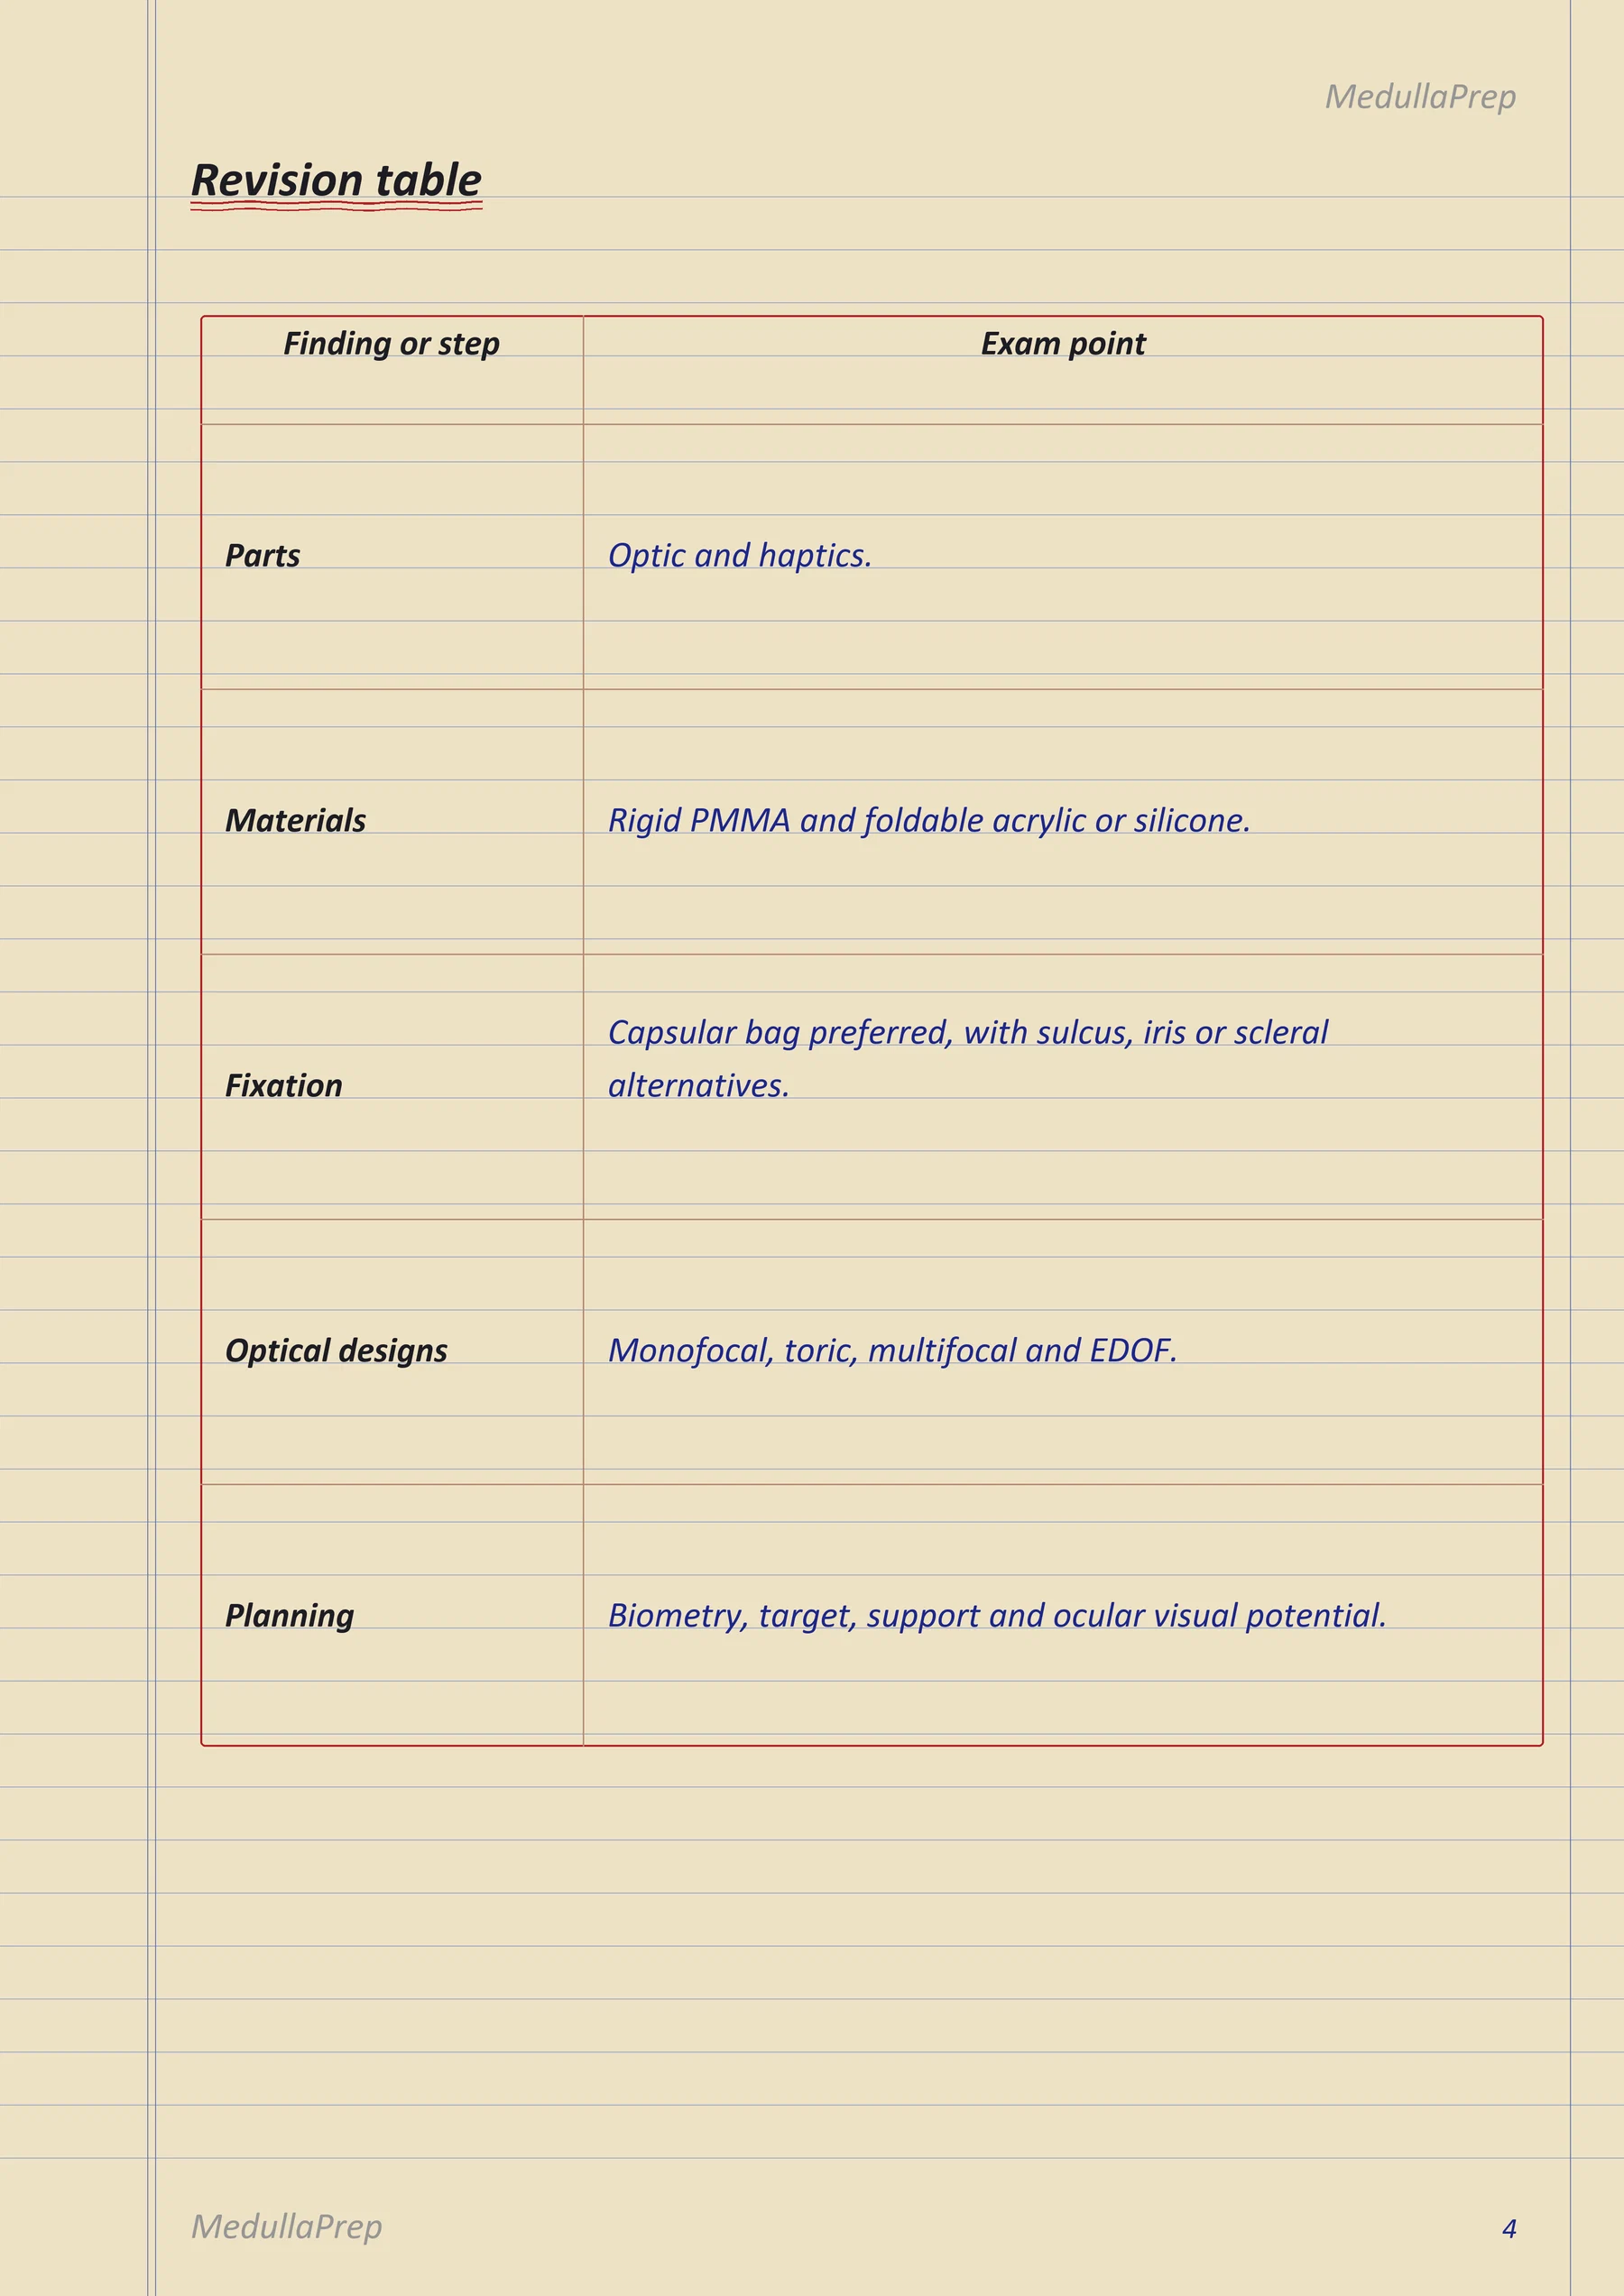 MedullaPrep
Revision table
Finding or step
Exam point
Parts
Optic and haptics.
Materials
Rigid PMMA and foldable acrylic or silicone.
Fixation
Capsular bag preferred, with sulcus, iris or scleral
alternatives.
Optical designs
Monofocal, toric, multifocal and EDOF.
Planning
Biometry, target, support and ocular visual potential.
MedullaPrep
4